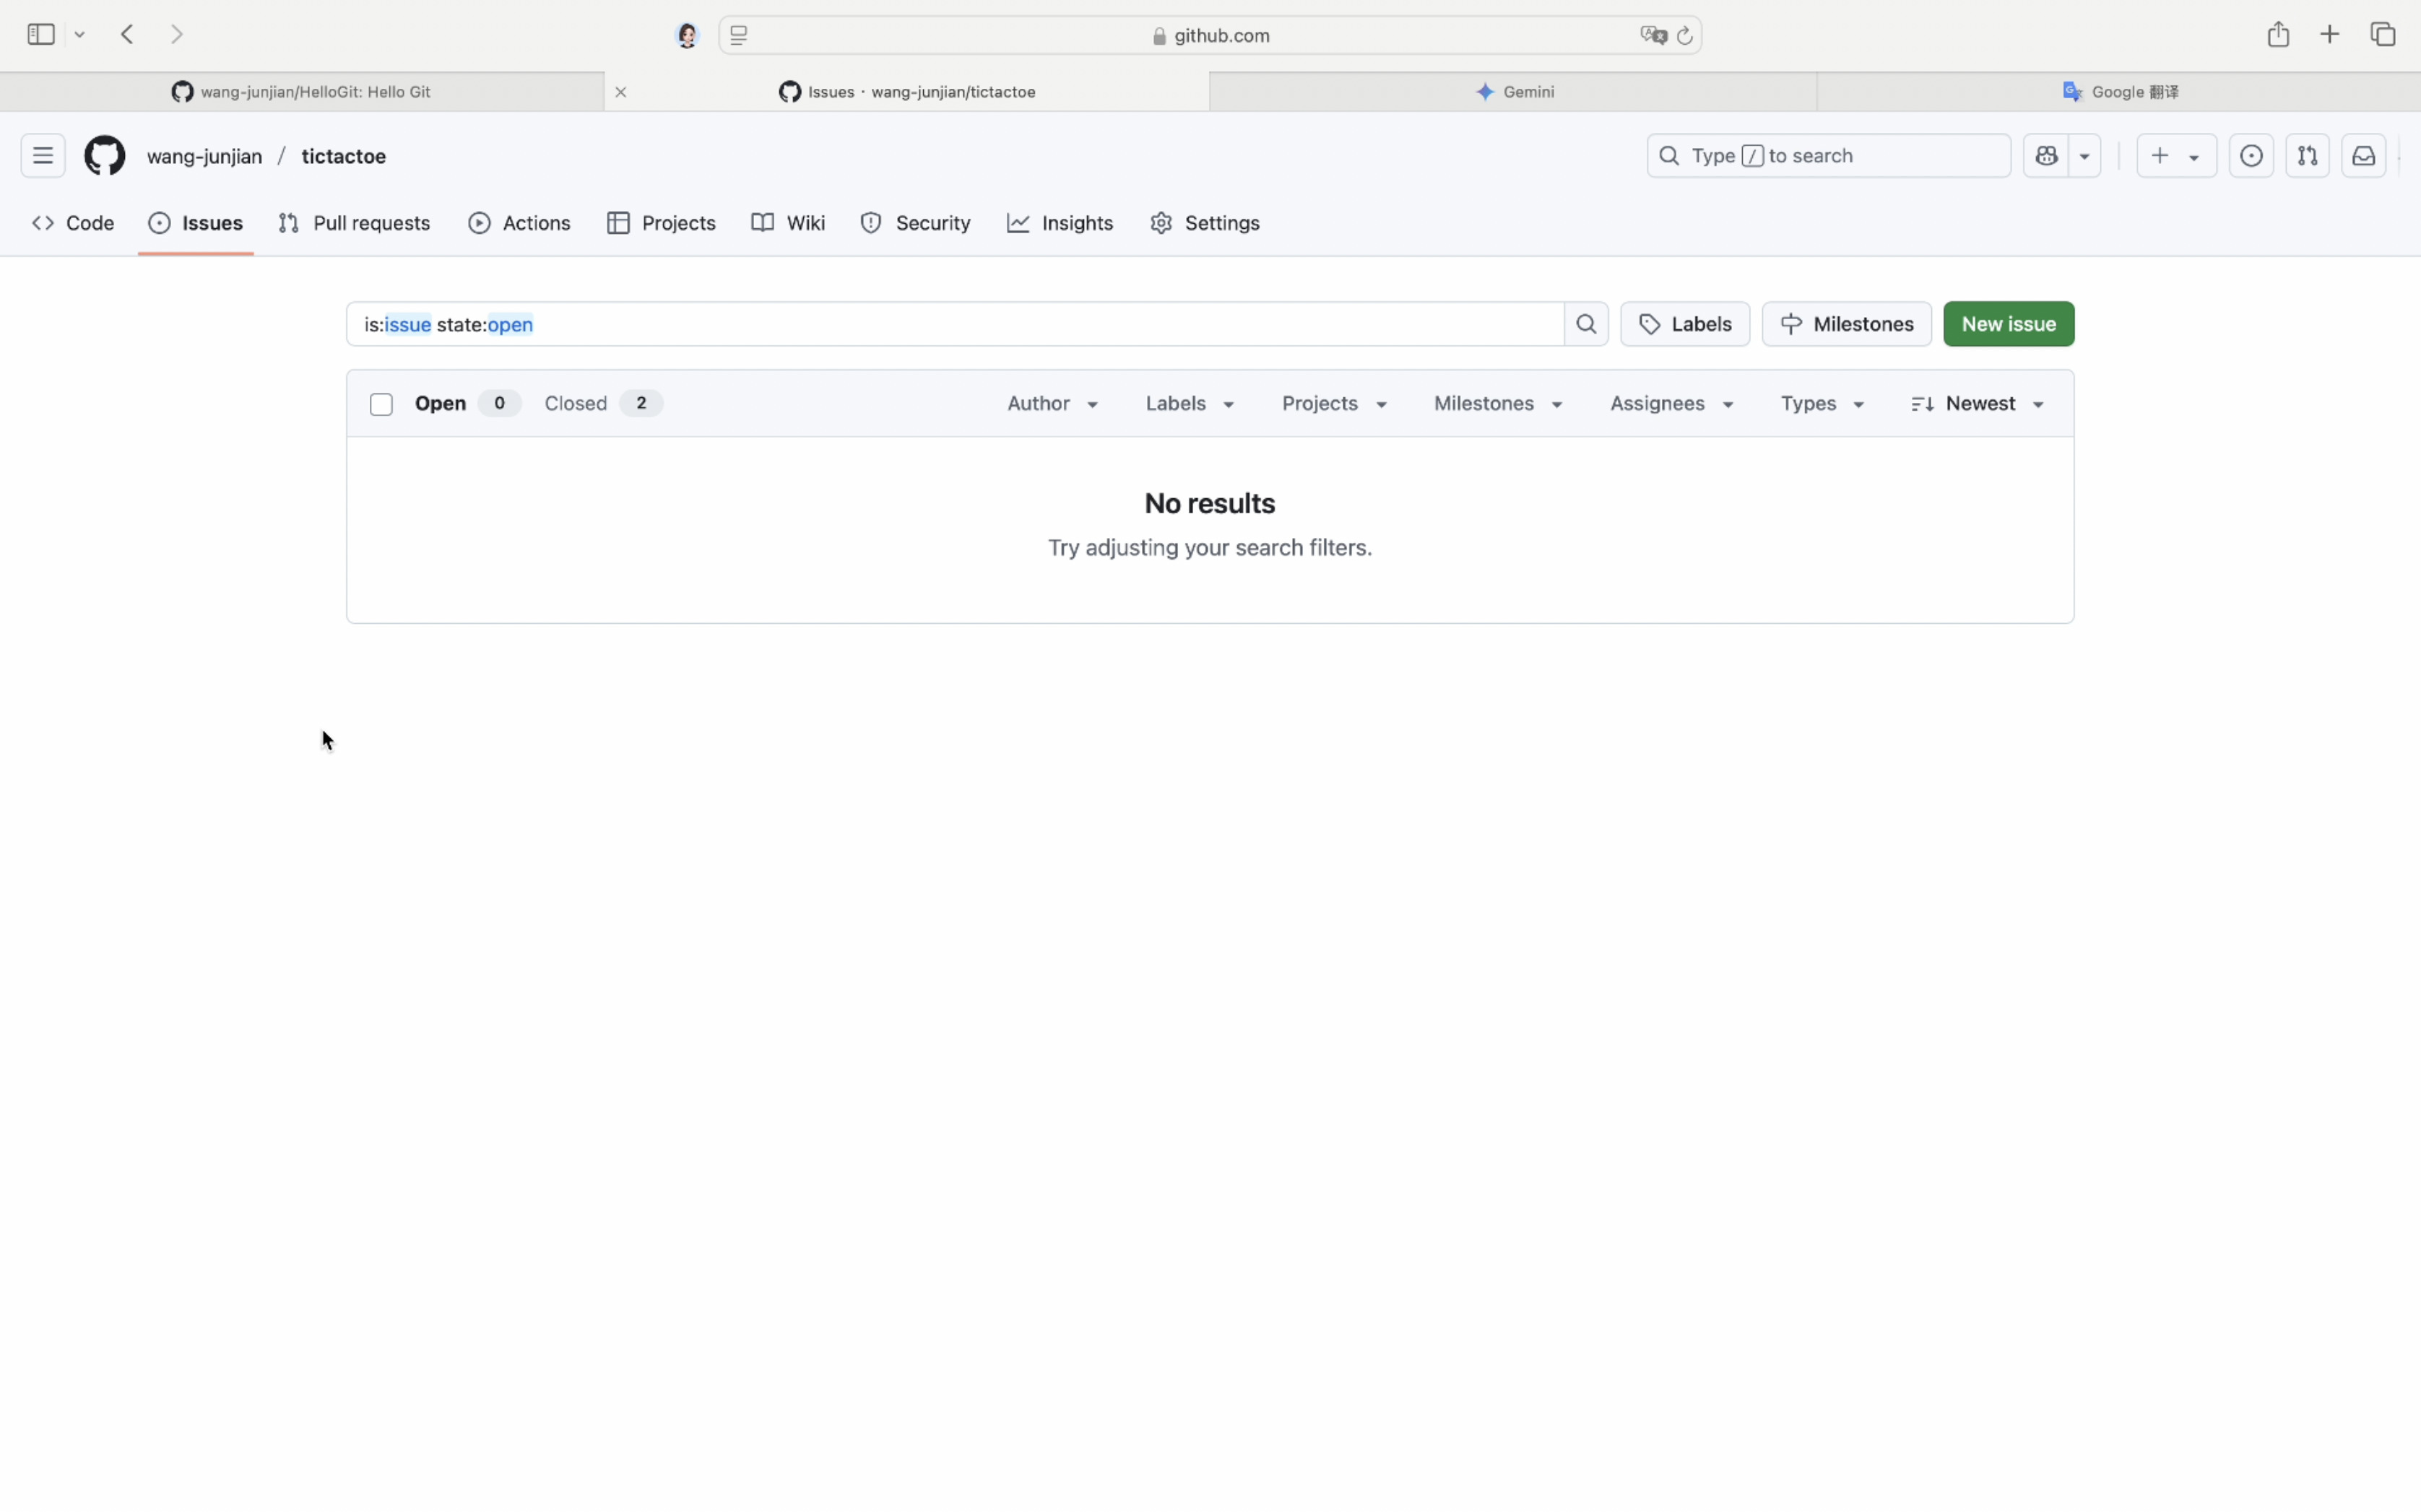 github.com
wang-junjian/HelloGit: Hello Git
Issues · wang-junjian/tictactoe
Gemini
Google 翻译
wang-junjian / tictactoe
Type / to search
Code Issues Pull requests Actions Projects Wiki Security Insights Settings
is:issue state:open
Labels Milestones New issue
Open 0 Closed 2 Author Labels Projects Milestones Assignees Types Newest
No results
Try adjusting your search filters.